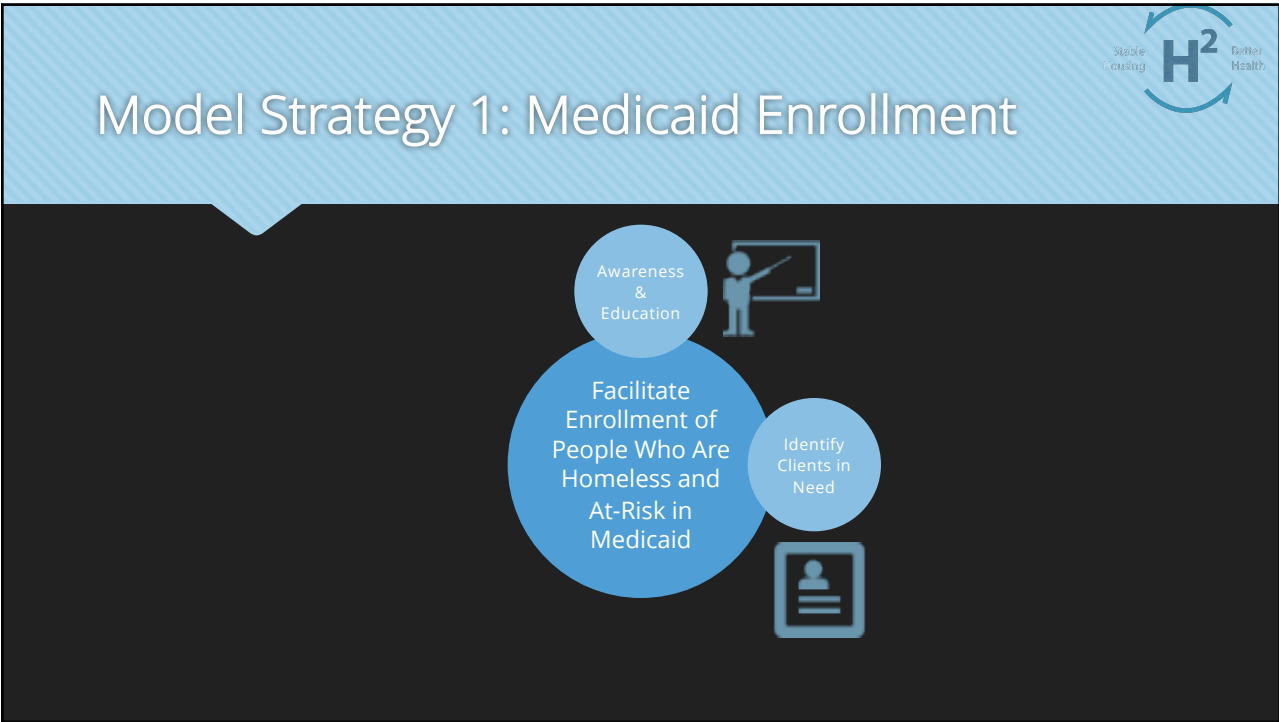 Stable
Housing
H2
Better
Health
Model Strategy 1: Medicaid Enrollment
Awareness
&
Education
Facilitate
Enrollment of
People Who Are
Homeless and
At-Risk in
Medicaid
Identify
Clients in
Need